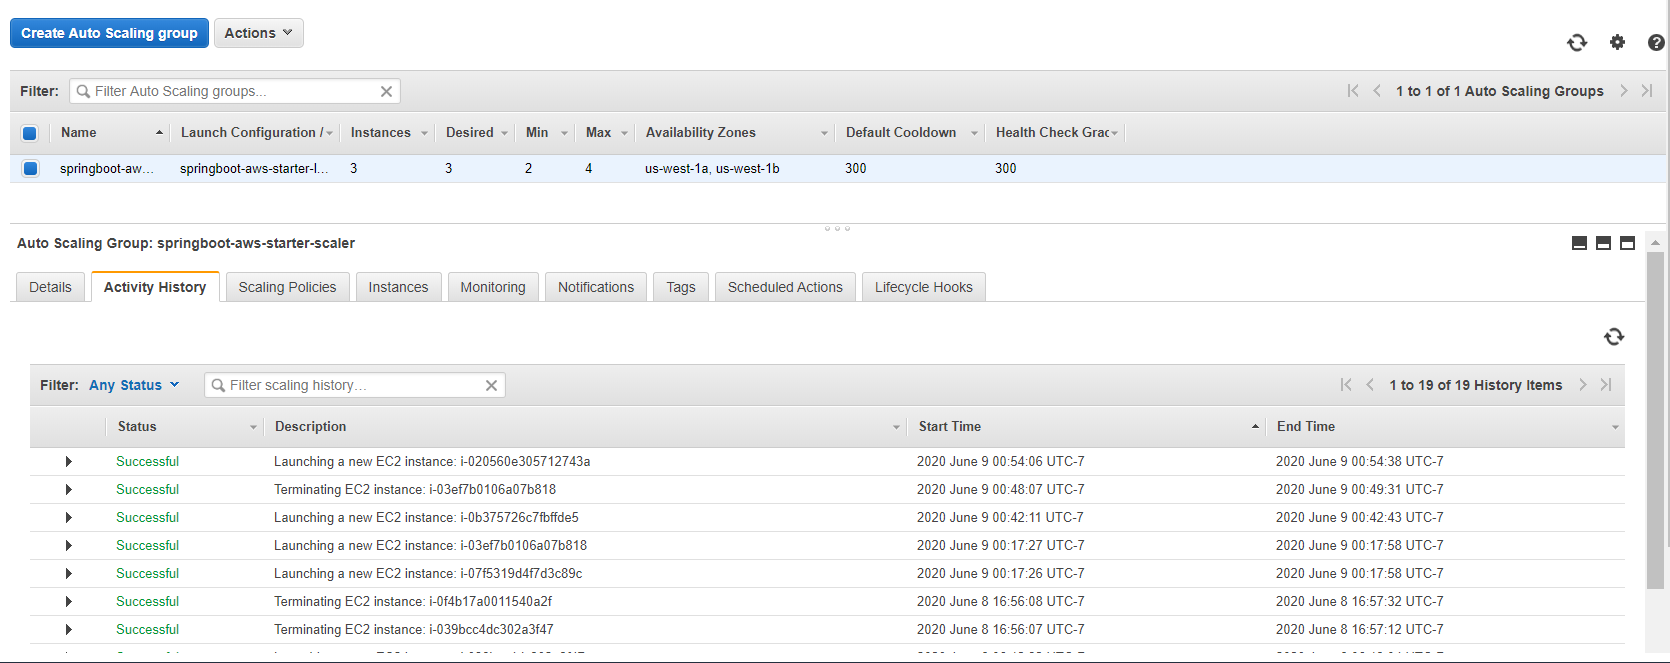 Create Auto Scaling group Actions
Filter: Filter Auto Scaling groups... 1 to 1 of 1 Auto Scaling Groups
Name Launch Configuration / Instances Desired Min Max Availability Zones Default Cooldown Health Check Grac
springboot-aw... springboot-aws-starter-l... 3 3 2 4 us-west-1a, us-west-1b 300 300
Auto Scaling Group: springboot-aws-starter-scaler
Details Activity History Scaling Policies Instances Monitoring Notifications Tags Scheduled Actions Lifecycle Hooks
Filter: Any Status Filter scaling history... 1 to 19 of 19 History Items
Status Description Start Time End Time
Successful Launching a new EC2 instance: i-020560e305712743a 2020 June 9 00:54:06 UTC-7 2020 June 9 00:54:38 UTC-7
Successful Terminating EC2 instance: i-03ef7b0106a07b818 2020 June 9 00:48:07 UTC-7 2020 June 9 00:49:31 UTC-7
Successful Launching a new EC2 instance: i-0b375726c7fbffde5 2020 June 9 00:42:11 UTC-7 2020 June 9 00:42:43 UTC-7
Successful Launching a new EC2 instance: i-03ef7b0106a07b818 2020 June 9 00:17:27 UTC-7 2020 June 9 00:17:58 UTC-7
Successful Launching a new EC2 instance: i-07f5319d4f7d3c89c 2020 June 9 00:17:26 UTC-7 2020 June 9 00:17:58 UTC-7
Successful Terminating EC2 instance: i-0f4b17a0011540a2f 2020 June 8 16:56:08 UTC-7 2020 June 8 16:57:32 UTC-7
Successful Terminating EC2 instance: i-039bcc4dc302a3f47 2020 June 8 16:56:07 UTC-7 2020 June 8 16:57:12 UTC-7